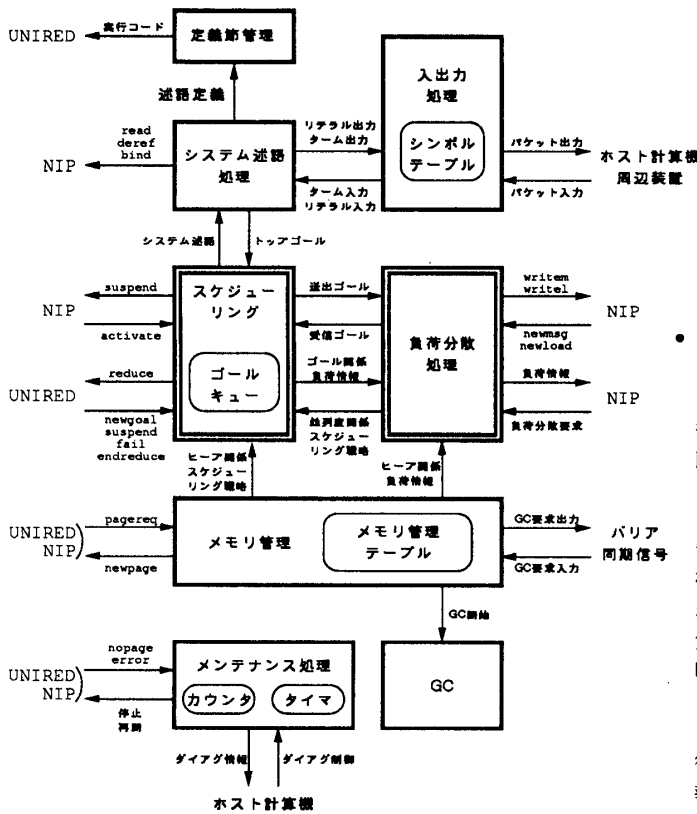 UNIRED
実行コード
定義節管理
入出力
処理
シンボル
テーブル
述語定義
read
deref
bind
NIP
システム述語
処理
リテラル出力
ターム出力
ターム入力
リテラル入力
パケット出力
パケット入力
ホスト計算機
周辺装置
システム述語
トップゴール
suspend
NIP
activate
reduce
UNIRED
newgoal
suspend
fail
endreduce
スケジュー
リング
ゴール
キュー
送出ゴール
受信ゴール
ゴール関係
負荷情報
並列度関係
スケジュー
リング戦略
負荷分散
処理
writem
writel
NIP
newmsg
newload
負荷情報
NIP
負荷分散要求
ヒープ関係
スケジュー
リング戦略
ヒープ関係
負荷情報
UNIRED
NIP
pagereq
newpage
メモリ管理
メモリ管理
テーブル
GC要求出力
GC要求入力
バリア
同期信号
GC開始
GC
UNIRED
NIP
nopage
error
停止
再開
メンテナンス処理
カウンタ
タイマ
ダイアグ情報
ダイアグ制御
ホスト計算機